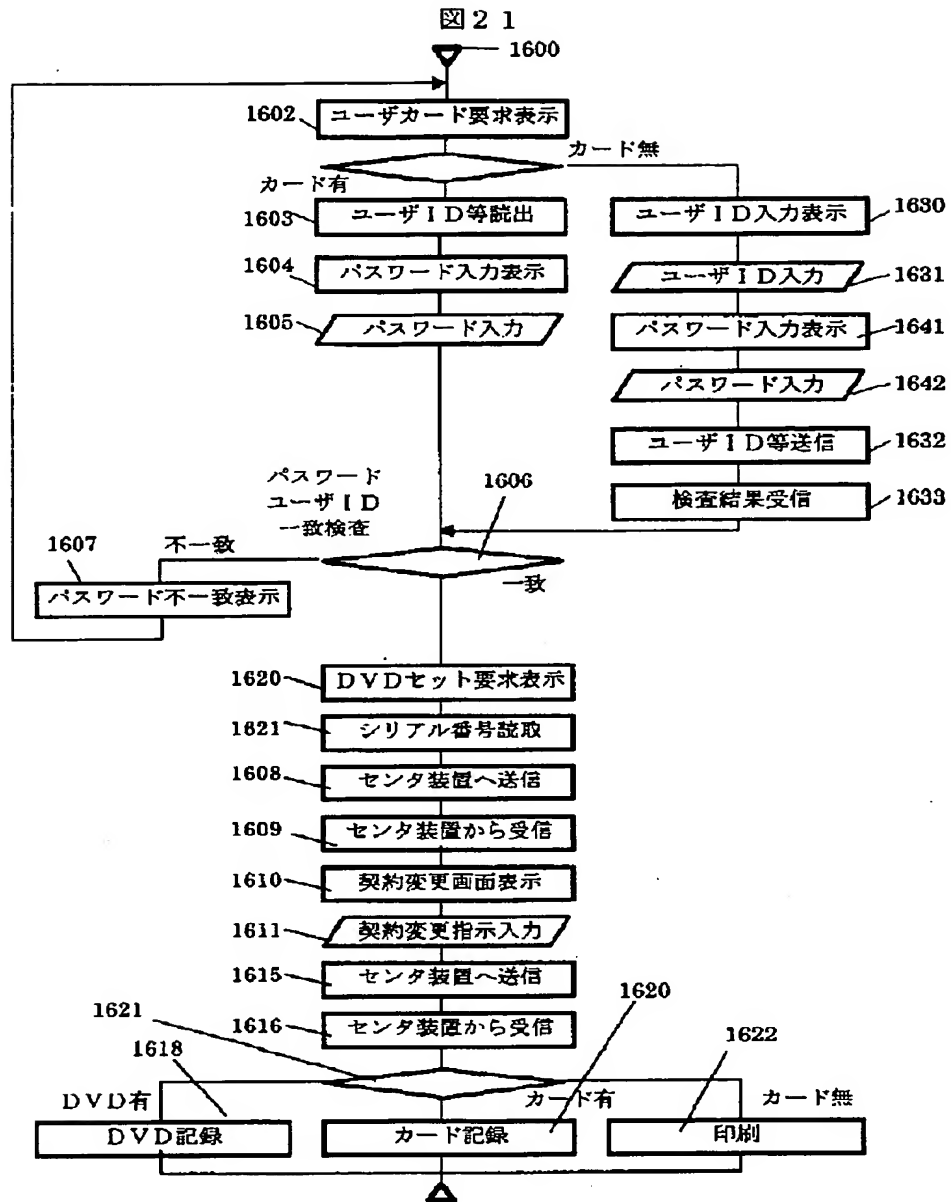 図21
1600
1602
ユーザカード要求表示
カード無
カード有
1603
ユーザID等読出
ユーザID入力表示
1630
1604
パスワード入力表示
ユーザID入力
1631
1605
パスワード入力
パスワード入力表示
1641
パスワード入力
1642
ユーザID等送信
1632
パスワード
ユーザID
一致検査
1606
検査結果受信
1633
1607
不一致
一致
パスワード不一致表示
1620
DVDセット要求表示
1621
シリアル番号読取
1608
センタ装置へ送信
1609
センタ装置から受信
1610
契約変更画面表示
1611
契約変更指示入力
1615
センタ装置へ送信
1616
センタ装置から受信
1621
1620
1618
1622
DVD有
カード有
カード無
DVD記録
カード記録
印刷